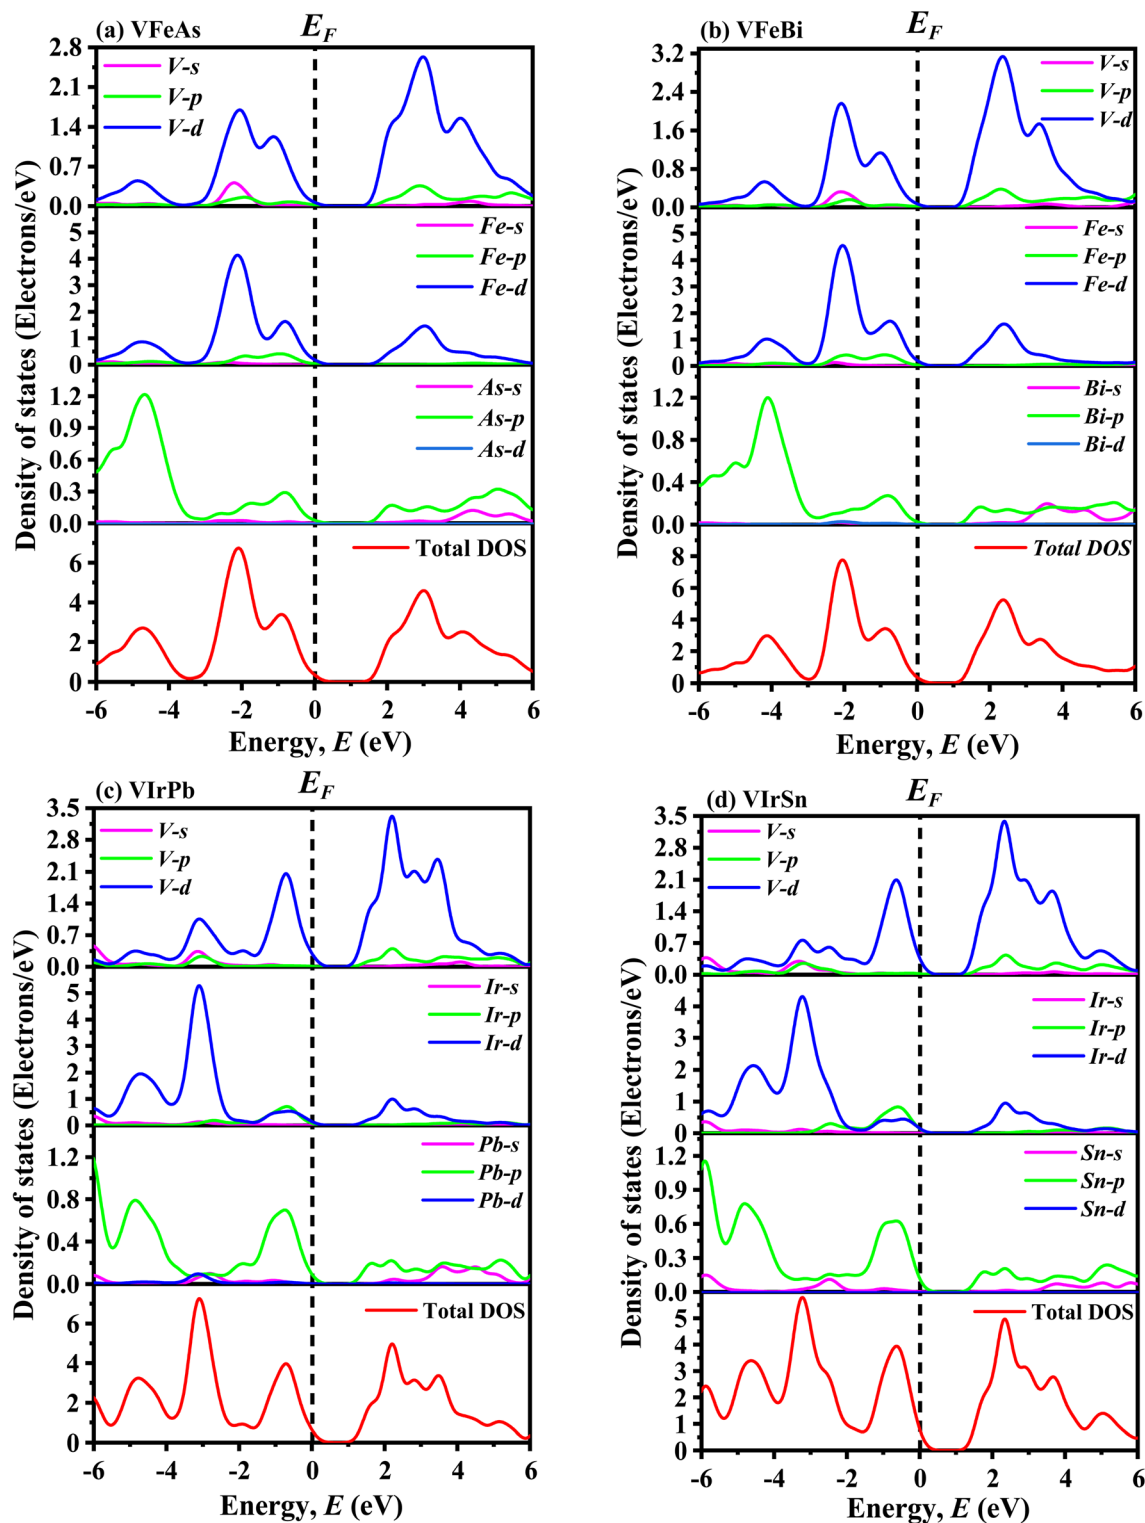 (a) VFeAs
E_F
2.8
2.1
1.4
0.7
0.0
V-s
V-p
V-d
5
4
3
2
1
0
Fe-s
Fe-p
Fe-d
1.2
0.9
0.6
0.3
0.0
As-s
As-p
As-d
6
4
2
0
Total DOS
-6 -4 -2 0 2 4 6
Energy, E (eV)
Density of states (Electrons/eV)
(b) VFeBi
E_F
3.2
2.4
1.6
0.8
0.0
V-s
V-p
V-d
5
4
3
2
1
0
Fe-s
Fe-p
Fe-d
1.2
0.8
0.4
0.0
Bi-s
Bi-p
Bi-d
8
6
4
2
0
Total DOS
-6 -4 -2 0 2 4 6
Energy, E (eV)
Density of states (Electrons/eV)
(c) VIrPb
E_F
3.5
2.8
2.1
1.4
0.7
0.0
V-s
V-p
V-d
5
4
3
2
1
0
Ir-s
Ir-p
Ir-d
1.2
0.8
0.4
0.0
Pb-s
Pb-p
Pb-d
6
4
2
0
Total DOS
-6 -4 -2 0 2 4 6
Energy, E (eV)
Density of states (Electrons/eV)
(d) VIrSn
E_F
3.5
2.8
2.1
1.4
0.7
0.0
V-s
V-p
V-d
4
3
2
1
0
Ir-s
Ir-p
Ir-d
1.2
0.9
0.6
0.3
0.0
Sn-s
Sn-p
Sn-d
5
4
3
2
1
0
Total DOS
-6 -4 -2 0 2 4 6
Energy, E (eV)
Density of states (Electrons/eV)